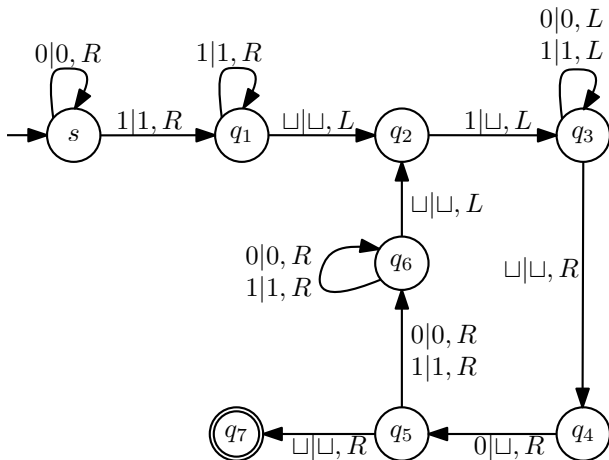 0|0, R
1|1, R
0|0, L
1|1, L
s
1|1, R
q1
⊔|⊔, L
q2
1|⊔, L
q3
⊔|⊔, L
0|0, R
1|1, R
q6
⊔|⊔, R
0|0, R
1|1, R
q7
⊔|⊔, R
q5
0|⊔, R
q4